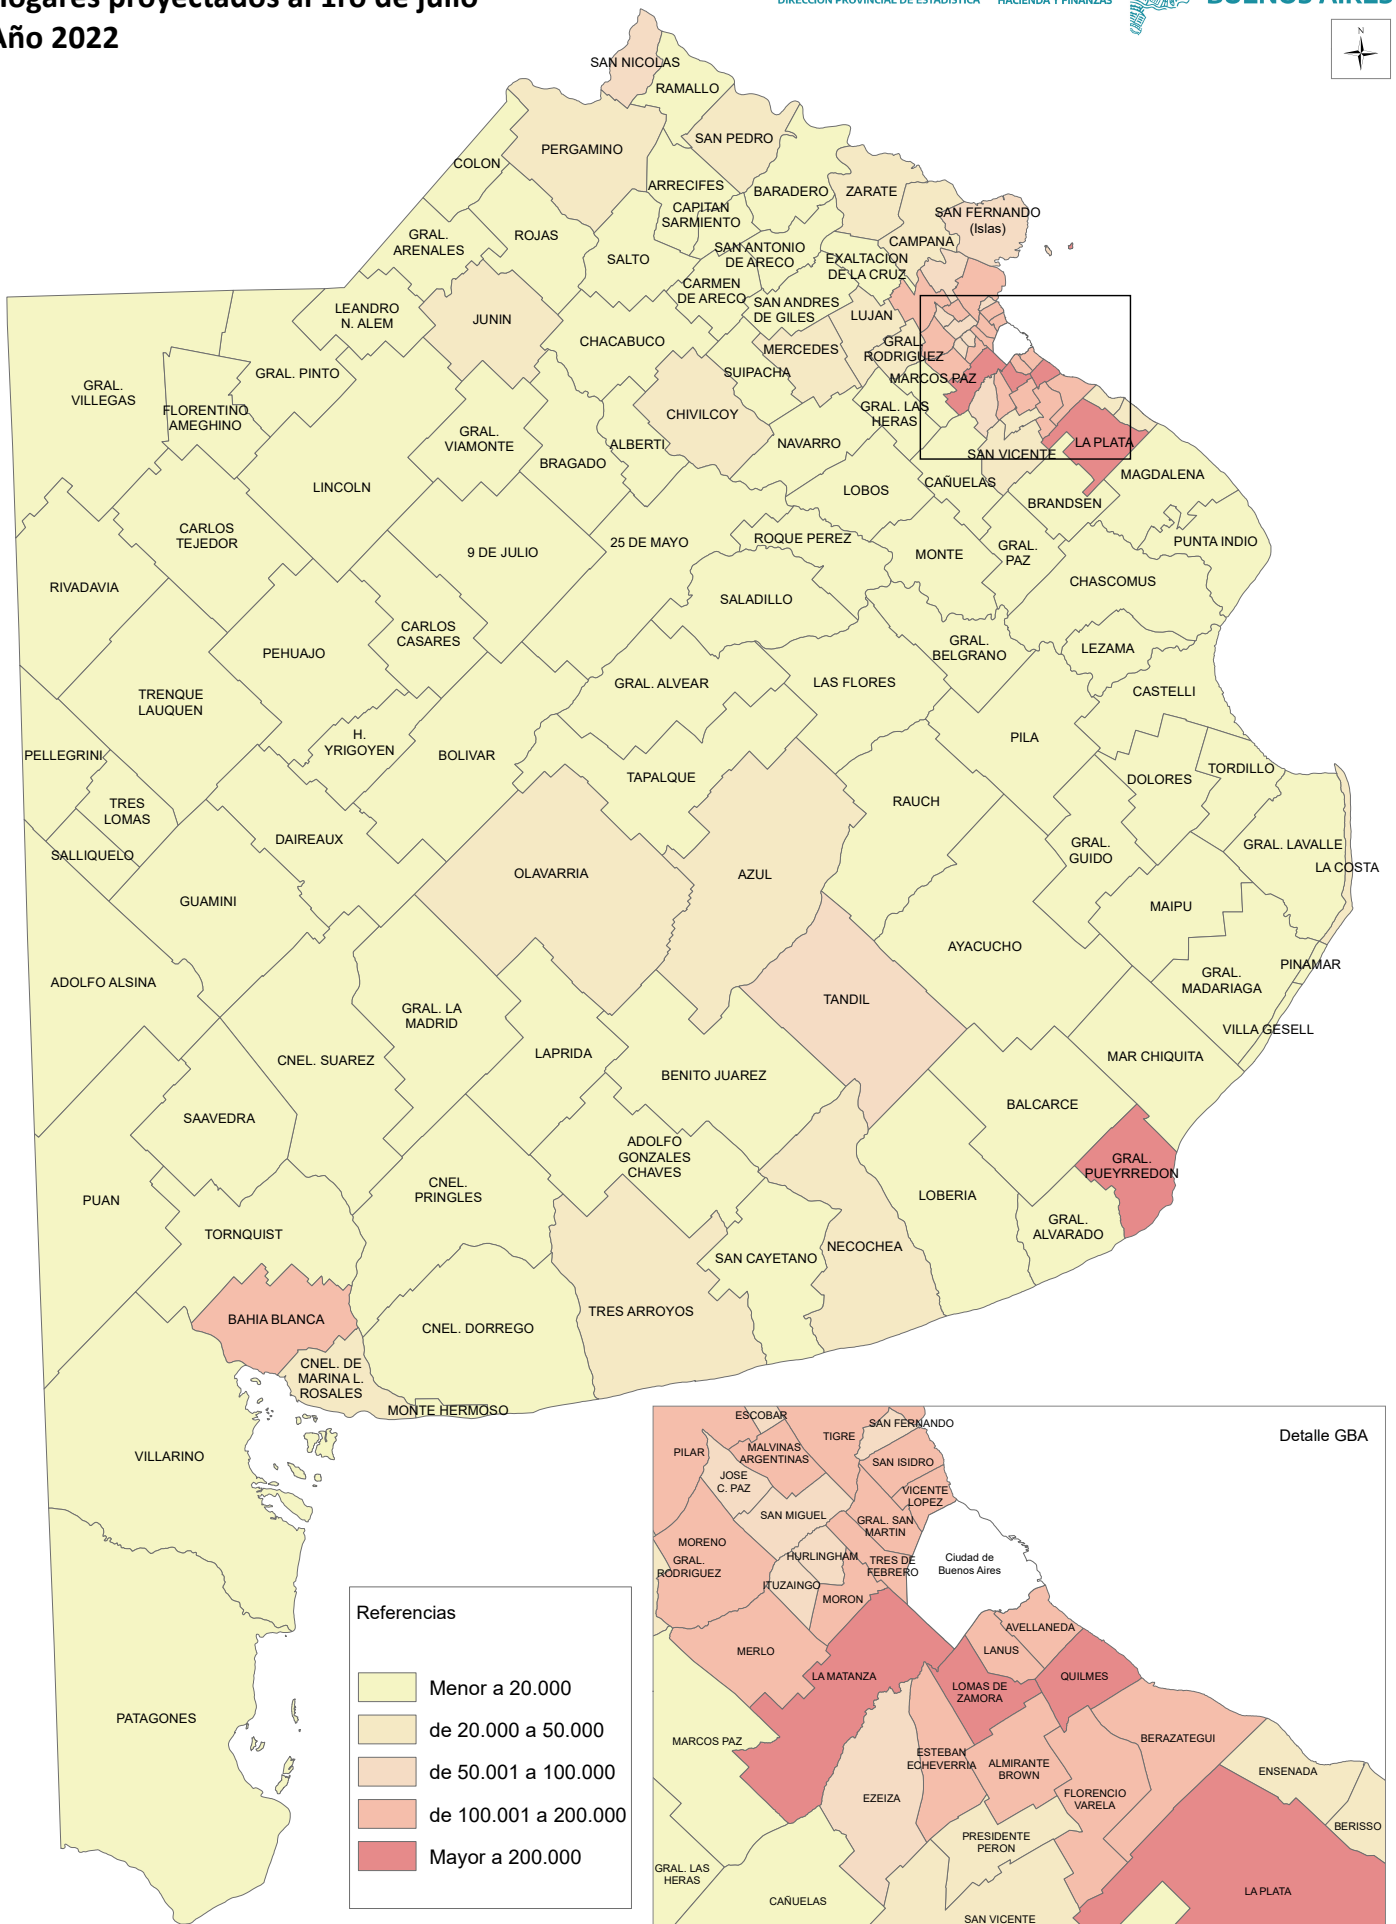 Hogares proyectados al 1ro de julio
Año 2022
DIRECCIÓN PROVINCIAL DE ESTADÍSTICA
HACIENDA Y FINANZAS
BUENOS AIRES
N
SAN NICOLAS
RAMALLO
SAN PEDRO
PERGAMINO
COLON
ARRECIFES
BARADERO
ZARATE
CAPITAN
SARMIENTO
SAN FERNANDO
(Islas)
GRAL.
ARENALES
ROJAS
SALTO
SAN ANTONIO
DE ARECO
CAMPANA
EXALTACION
DE LA CRUZ
CARMEN
DE ARECO
SAN ANDRES
DE GILES
LEANDRO
N. ALEM
JUNIN
LUJAN
CHACABUCO
MERCEDES
GRAL.
RODRIGUEZ
SUIPACHA
MARCOS PAZ
GRAL.
VILLEGAS
GRAL. PINTO
FLORENTINO
AMEGHINO
CHIVILCOY
GRAL. LAS
HERAS
GRAL.
VIAMONTE
ALBERTI
NAVARRO
LA PLATA
BRAGADO
SAN VICENTE
LINCOLN
LOBOS
CAÑUELAS
MAGDALENA
BRANDSEN
CARLOS
TEJEDOR
9 DE JULIO
25 DE MAYO
ROQUE PEREZ
MONTE
GRAL.
PAZ
PUNTA INDIO
RIVADAVIA
CHASCOMUS
SALADILLO
CARLOS
CASARES
PEHUAJO
GRAL.
BELGRANO
LEZAMA
GRAL. ALVEAR
LAS FLORES
CASTELLI
TRENQUE
LAUQUEN
H.
YRIGOYEN
PILA
PELLEGRINI
BOLIVAR
TAPALQUE
DOLORES
TORDILLO
TRES
LOMAS
RAUCH
DAIREAUX
GRAL.
GUIDO
GRAL. LAVALLE
SALLIQUELO
LA COSTA
OLAVARRIA
AZUL
GUAMINI
MAIPU
AYACUCHO
PINAMAR
ADOLFO ALSINA
GRAL.
MADARIAGA
TANDIL
GRAL. LA
MADRID
VILLA GESELL
LAPRIDA
CNEL. SUAREZ
MAR CHIQUITA
BENITO JUAREZ
BALCARCE
SAAVEDRA
ADOLFO
GONZALES
CHAVES
GRAL.
PUEYRREDON
CNEL.
PRINGLES
PUAN
LOBERIA
GRAL.
ALVARADO
TORNQUIST
NECOCHEA
SAN CAYETANO
TRES ARROYOS
BAHIA BLANCA
CNEL. DORREGO
CNEL. DE
MARINA L.
ROSALES
MONTE HERMOSO
VILLARINO
PATAGONES
Referencias
Menor a 20.000
de 20.000 a 50.000
de 50.001 a 100.000
de 100.001 a 200.000
Mayor a 200.000
Detalle GBA
ESCOBAR
SAN FERNANDO
TIGRE
PILAR
MALVINAS
ARGENTINAS
SAN ISIDRO
JOSE
C. PAZ
VICENTE
LOPEZ
SAN MIGUEL
GRAL. SAN
MARTIN
MORENO
HURLINGHAM
TRES DE
FEBRERO
Ciudad de
Buenos Aires
GRAL.
RODRIGUEZ
ITUZAINGO
MORON
AVELLANEDA
MERLO
LANUS
LA MATANZA
QUILMES
LOMAS DE
ZAMORA
MARCOS PAZ
BERAZATEGUI
ESTEBAN
ECHEVERRIA
ALMIRANTE
BROWN
ENSENADA
EZEIZA
FLORENCIO
VARELA
BERISSO
PRESIDENTE
PERON
GRAL. LAS
HERAS
CAÑUELAS
LA PLATA
SAN VICENTE